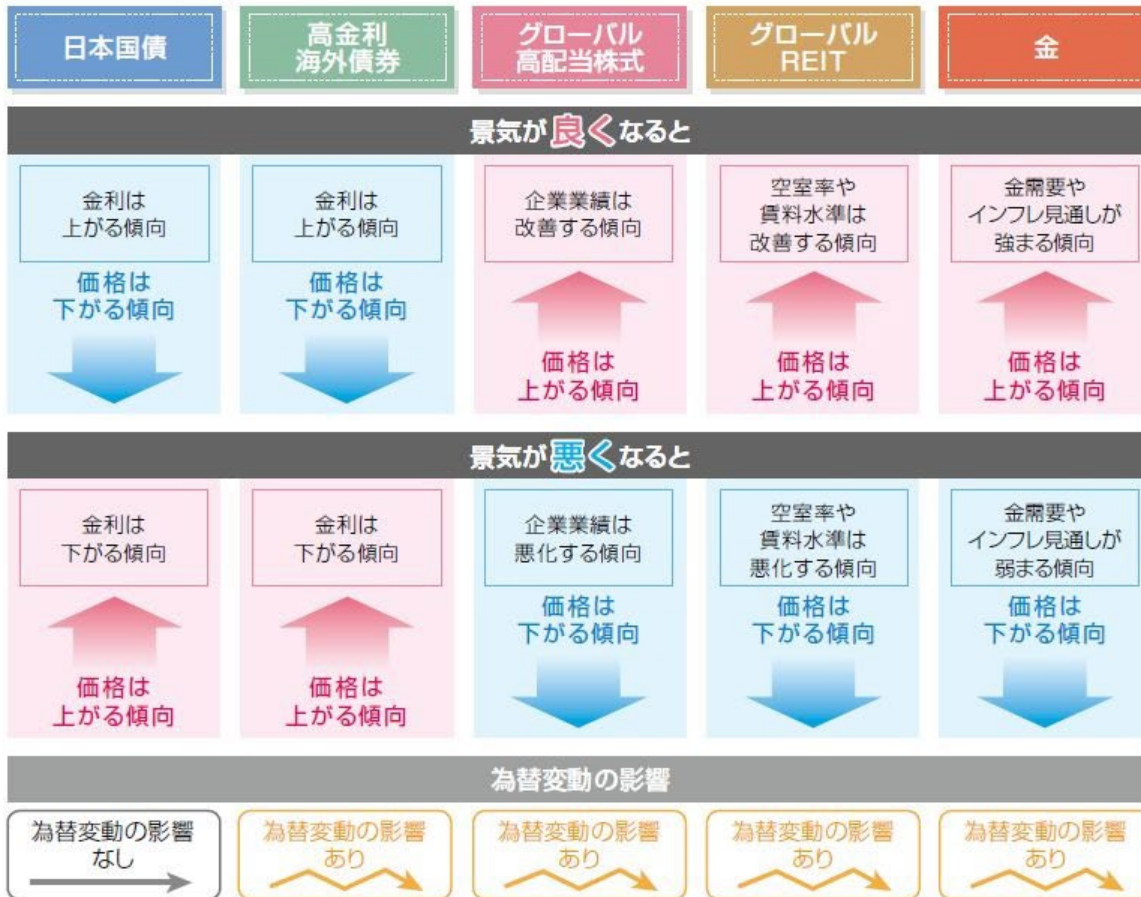 日本国債
高金利
海外債券
グローバル
高配当株式
グローバル
REIT
金
景気が良くなると
金利は
上がる傾向
価格は
下がる傾向
金利は
上がる傾向
価格は
下がる傾向
企業業績は
改善する傾向
価格は
上がる傾向
空室率や
賃料水準は
改善する傾向
価格は
上がる傾向
金需要や
インフレ見通しが
強まる傾向
価格は
上がる傾向
景気が悪くなると
金利は
下がる傾向
価格は
上がる傾向
金利は
下がる傾向
価格は
上がる傾向
企業業績は
悪化する傾向
価格は
下がる傾向
空室率や
賃料水準は
悪化する傾向
価格は
下がる傾向
金需要や
インフレ見通しが
弱まる傾向
価格は
下がる傾向
為替変動の影響
為替変動の影響
なし
為替変動の影響
あり
為替変動の影響
あり
為替変動の影響
あり
為替変動の影響
あり